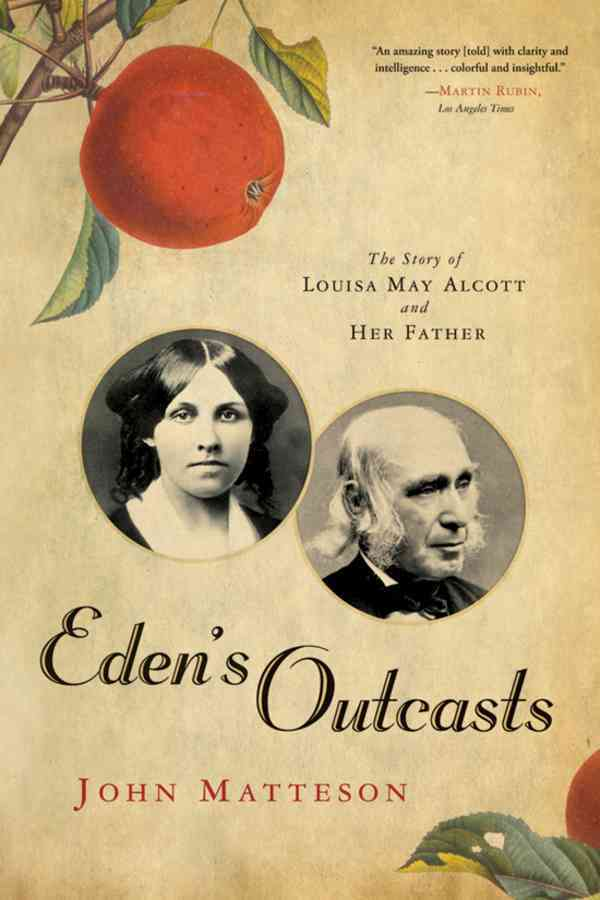 “An amazing story [told] with clarity and
intelligence . . . colorful and insightful.”
—Martin Rubin,
Los Angeles Times
The Story of
Louisa May Alcott
and
Her Father
Eden’s
Outcasts
John Matteson